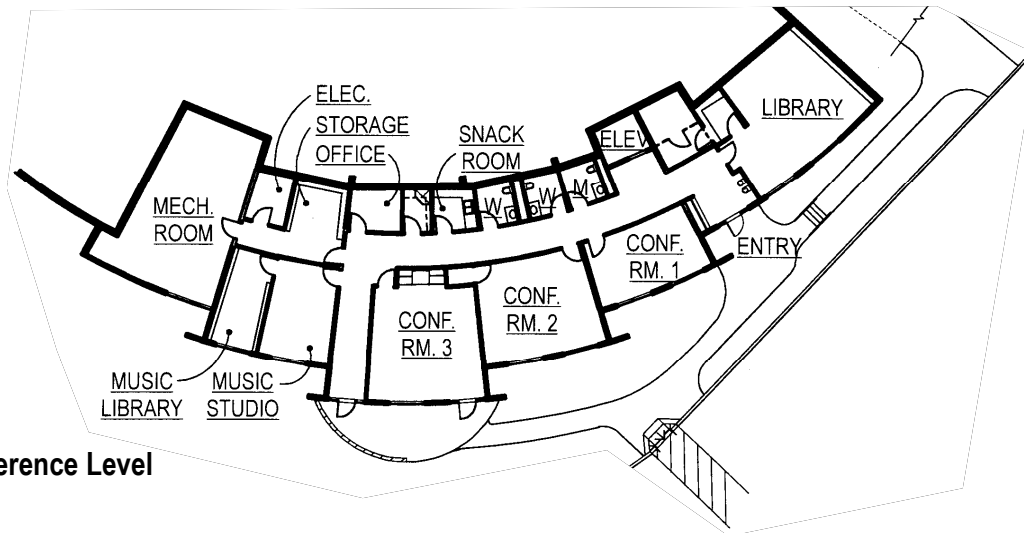 ELEC.
STORAGE
OFFICE
SNACK
ROOM
ELEV
LIBRARY
MECH.
ROOM
W
W
M
ENTRY
CONF.
RM. 1
CONF.
RM. 2
CONF.
RM. 3
MUSIC
LIBRARY
MUSIC
STUDIO
erence Level